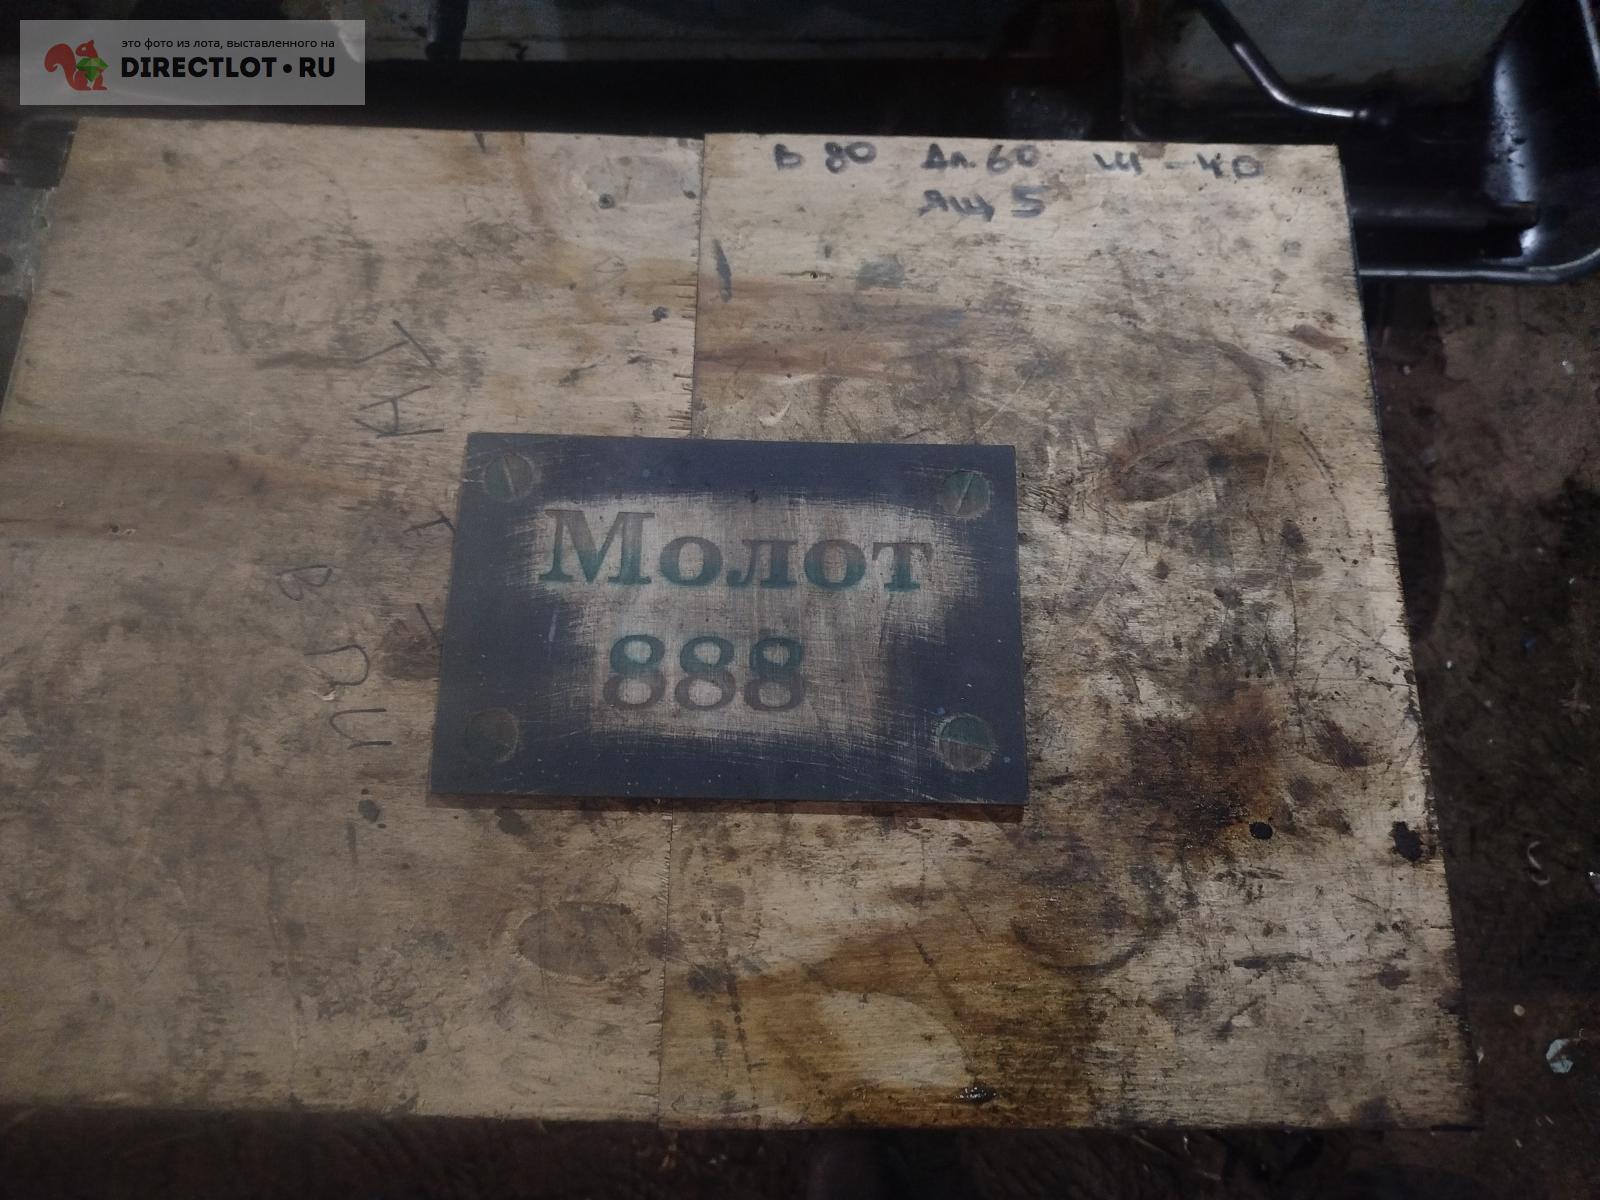 это фото из лота, выставленного на
DIRECTLOT.RU
В 80 Дл. 60 Ш - 40
Ящ 5
Молот
888